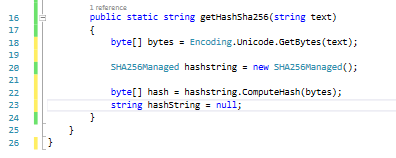 1 reference
16 public static string getHashSha256(string text)
17 {
18 byte[] bytes = Encoding.Unicode.GetBytes(text);
19
20 SHA256Managed hashstring = new SHA256Managed();
21
22 byte[] hash = hashstring.ComputeHash(bytes);
23 string hashString = null;
24 }
25 }
26 }